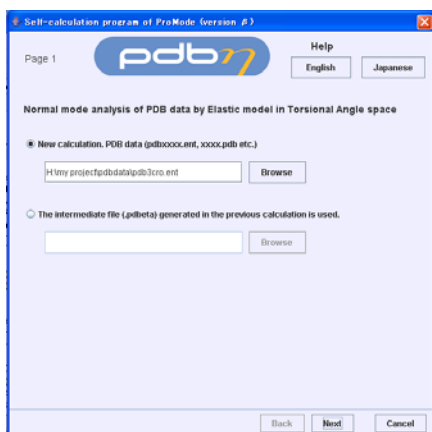 Self-calculation program of ProMode (version β)
Page 1
pdbη
Help
English
Japanese
Normal mode analysis of PDB data by Elastic model in Torsional Angle space
New calculation. PDB data (pdbxxxx.ent, xxxx.pdb etc.)
H:\my project\pdbdata\pdb3cro.ent
Browse
The intermediate file (.pdbeta) generated in the previous calculation is used.
Browse
Back
Next
Cancel